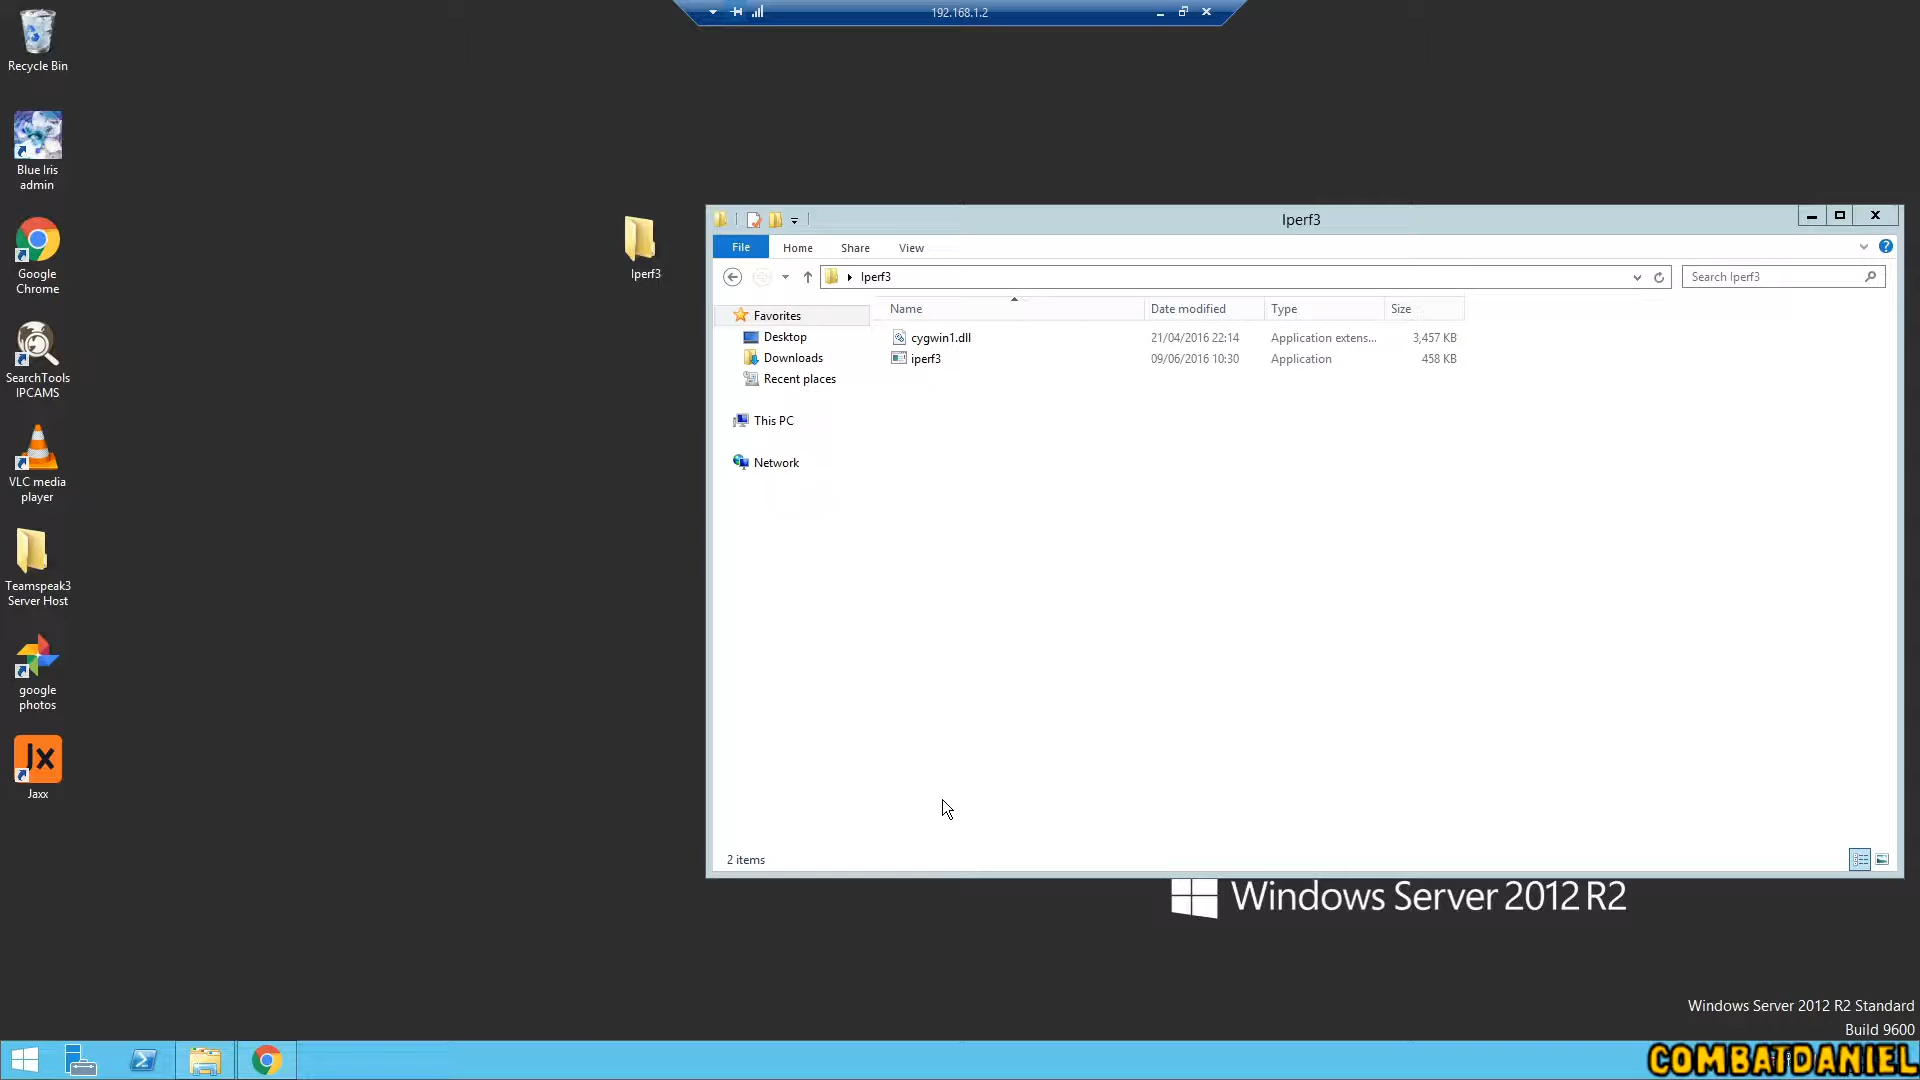 192.168.1.2
Recycle Bin
Blue Iris
admin
Google
Chrome
SearchTools
IPCAMS
VLC media
player
Teamspeak3
Server Host
google
photos
Jx
Jaxx
Iperf3
Iperf3
File Home Share View
Iperf3
Search Iperf3
Name Date modified Type Size
cygwin1.dll 21/04/2016 22:14 Application extens... 3,457 KB
iperf3 09/06/2016 10:30 Application 458 KB
Favorites
Desktop
Downloads
Recent places
This PC
Network
2 items
Windows Server 2012 R2
Windows Server 2012 R2 Standard
Build 9600
COMBATDANIEL